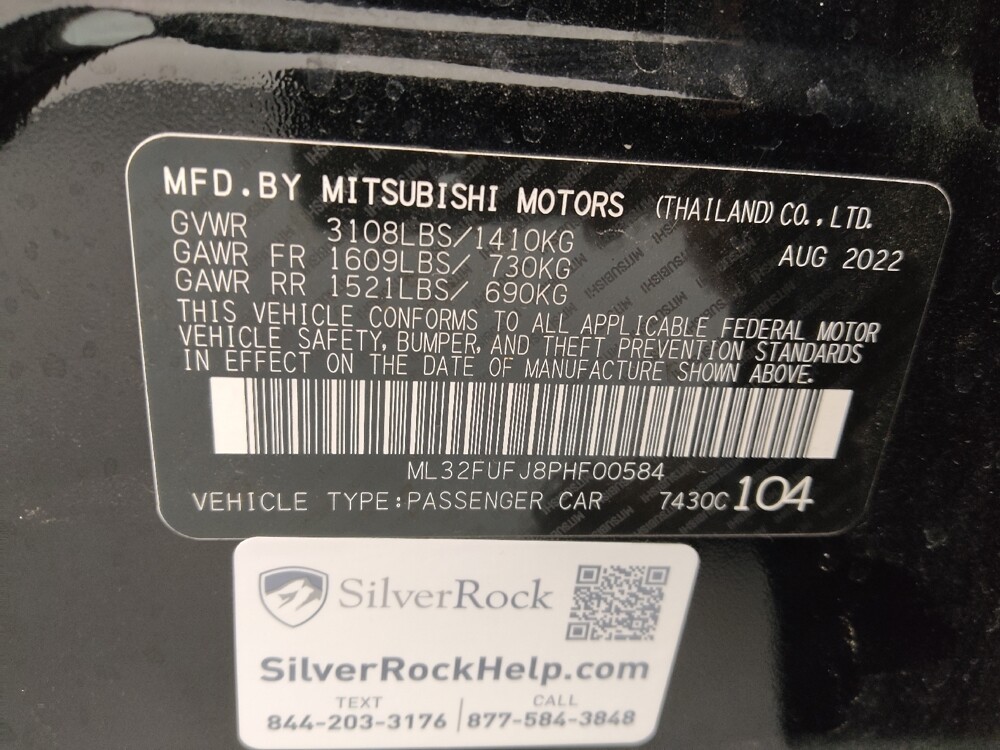 MFD.BY MITSUBISHI MOTORS (THAILAND) CO., LTD.
GVWR 3108LBS/1410KG
AUG 2022
GAWR FR 1609LBS/ 730KG
GAWR RR 1521LBS/ 690KG
THIS VEHICLE CONFORMS TO ALL APPLICABLE FEDERAL MOTOR
VEHICLE SAFETY, BUMPER, AND THEFT PREVENTION STANDARDS
IN EFFECT ON THE DATE OF MANUFACTURE SHOWN ABOVE.
ML32FUFJ8PHF00584
VEHICLE TYPE:PASSENGER CAR 7430C 104
SilverRock
SilverRockHelp.com
TEXT CALL
844-203-3176 | 877-584-3848